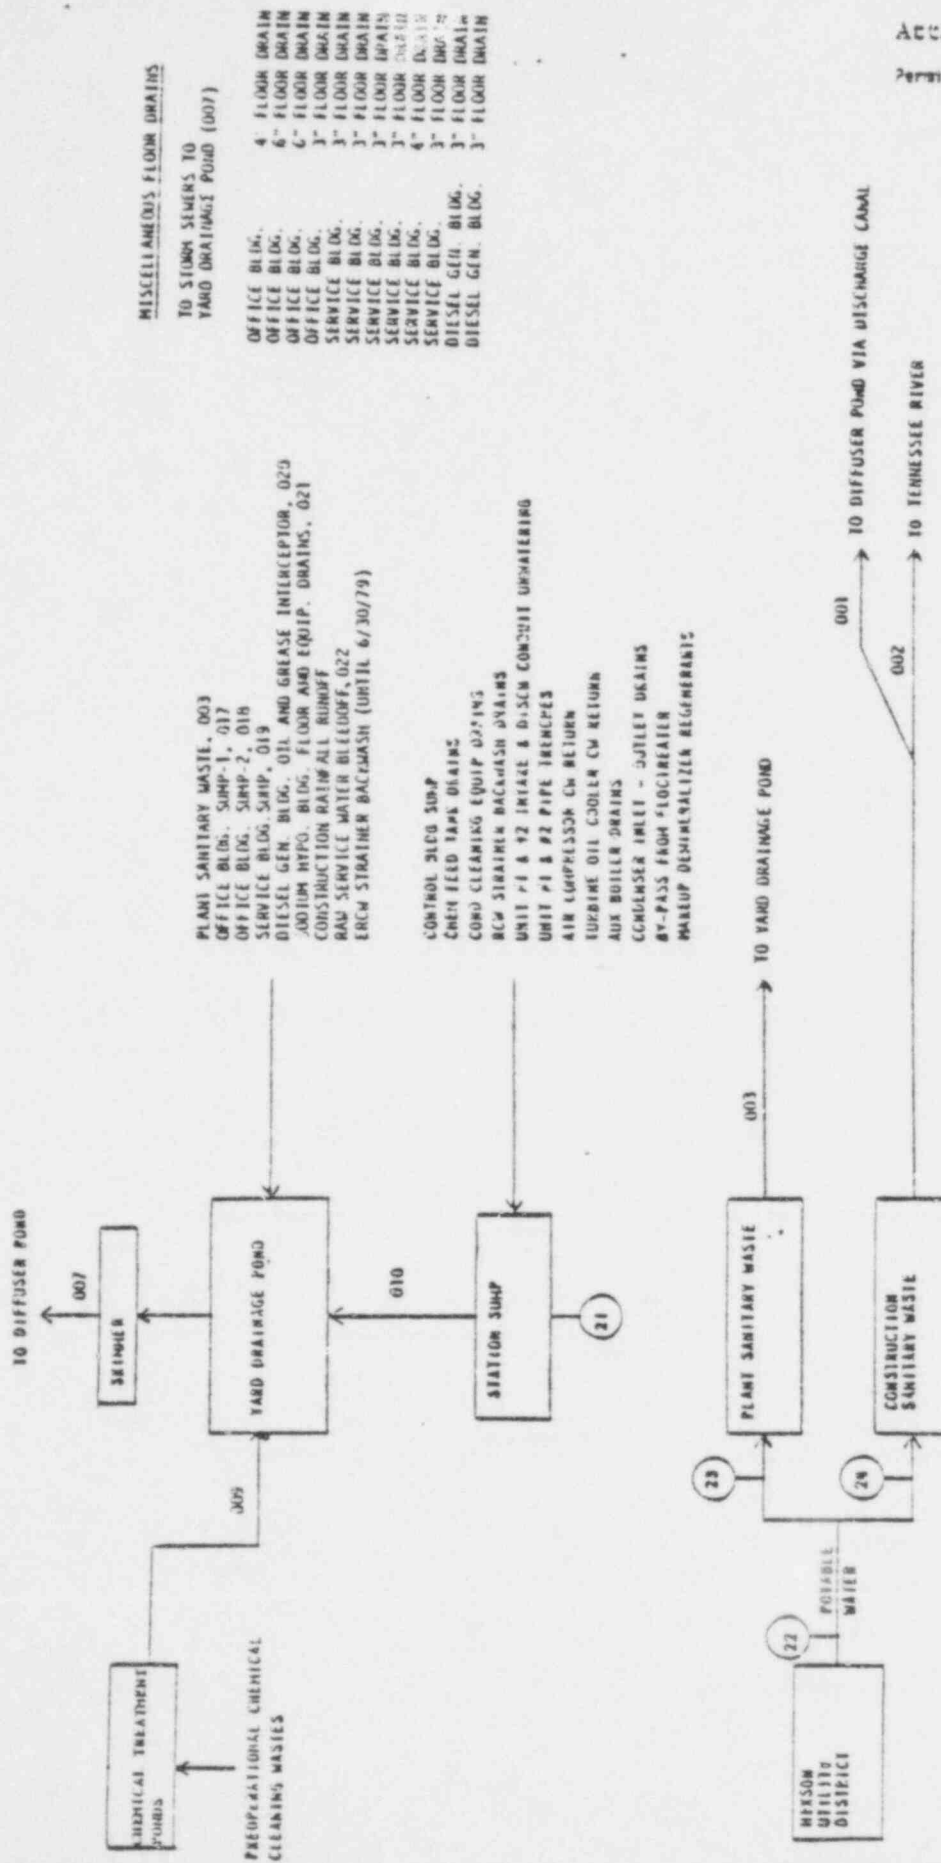 MISCELLANEOUS FLOOR DRAINS
TO STORM SEWERS TO
YARD DRAINAGE POND (007)
OFFICE BLDG. 4" FLOOR DRAIN
OFFICE BLDG. 6" FLOOR DRAIN
OFFICE BLDG. 6" FLOOR DRAIN
OFFICE BLDG. 3" FLOOR DRAIN
SERVICE BLDG. 3" FLOOR DRAIN
SERVICE BLDG. 3" FLOOR DRAIN
SERVICE BLDG. 3" FLOOR DRAIN
SERVICE BLDG. 3" FLOOR DRAIN
SERVICE BLDG. 4" FLOOR DRAIN
SERVICE BLDG. 3" FLOOR DRAIN
DIESEL GEN. BLDG. 3" FLOOR DRAIN
DIESEL GEN. BLDG. 3" FLOOR DRAIN
TO DIFFUSER POND
007
SKIMMER
YARD DRAINAGE POND
PLANT SANITARY WASTE, 003
OFFICE BLDG. SUMP-1, 017
OFFICE BLDG. SUMP-2, 018
SERVICE BLDG. SUMP, 019
DIESEL GEN. BLDG. OIL AND GREASE INTERCEPTOR, 020
SODIUM HYPO. BLDG. FLOOR AND EQUIP. DRAINS, 021
CONSTRUCTION RAINFALL RUNOFF
RAW SERVICE WATER BLEEDOFF, 022
ERCW STRAINER BACKWASH (UNTIL 6/30/79)
CHEMICAL TREATMENT
PONDS
009
PREOPERATIONAL CHEMICAL
CLEANING WASTES
010
STATION SUMP
21
CONTROL BLDG SUMP
CHEM FEED TANK DRAINS
COND CLEANING EQUIP DRAINS
RCW STRAINER BACKWASH DRAINS
UNIT #1 & #2 INTAKE & DISCH CONDUIT UNWATERING
UNIT #1 & #2 PIPE TRENCHES
AIR COMPRESSOR CW RETURN
TURBINE OIL COOLER CW RETURN
AUX BOILER DRAINS
CONDENSER INLET - OUTLET DRAINS
BY-PASS FROM FLOCTREATER
MAKEUP DEMINERALIZER REGENERANTS
HIXSON
UTILITY
DISTRICT
22
POTABLE
WATER
23
PLANT SANITARY WASTE
003
TO YARD DRAINAGE POND
24
CONSTRUCTION
SANITARY WASTE
001
TO DIFFUSER POND VIA DISCHARGE CANAL
002
TO TENNESSEE RIVER